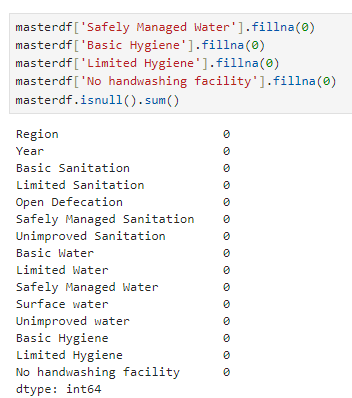 masterdf['Safely Managed Water'].fillna(0)
masterdf['Basic Hygiene'].fillna(0)
masterdf['Limited Hygiene'].fillna(0)
masterdf['No handwashing facility'].fillna(0)
masterdf.isnull().sum()
Region 0
Year 0
Basic Sanitation 0
Limited Sanitation 0
Open Defecation 0
Safely Managed Sanitation 0
Unimproved Sanitation 0
Basic Water 0
Limited Water 0
Safely Managed Water 0
Surface water 0
Unimproved water 0
Basic Hygiene 0
Limited Hygiene 0
No handwashing facility 0
dtype: int64